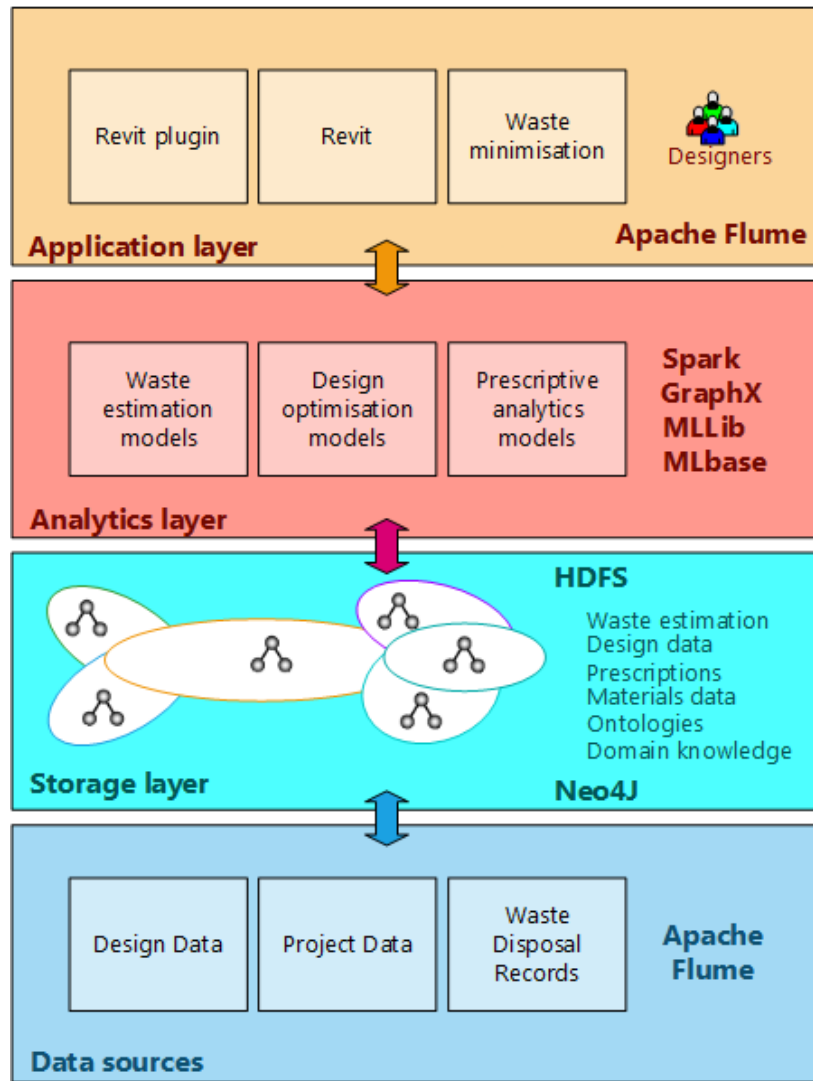 Revit plugin
Revit
Waste
minimisation
Designers
Application layer
Apache Flume
Waste
estimation
models
Design
optimisation
models
Prescriptive
analytics
models
Spark
GraphX
MLLib
MLbase
Analytics layer
HDFS
Waste estimation
Design data
Prescriptions
Materials data
Ontologies
Domain knowledge
Storage layer
Neo4J
Design Data
Project Data
Waste
Disposal
Records
Apache
Flume
Data sources